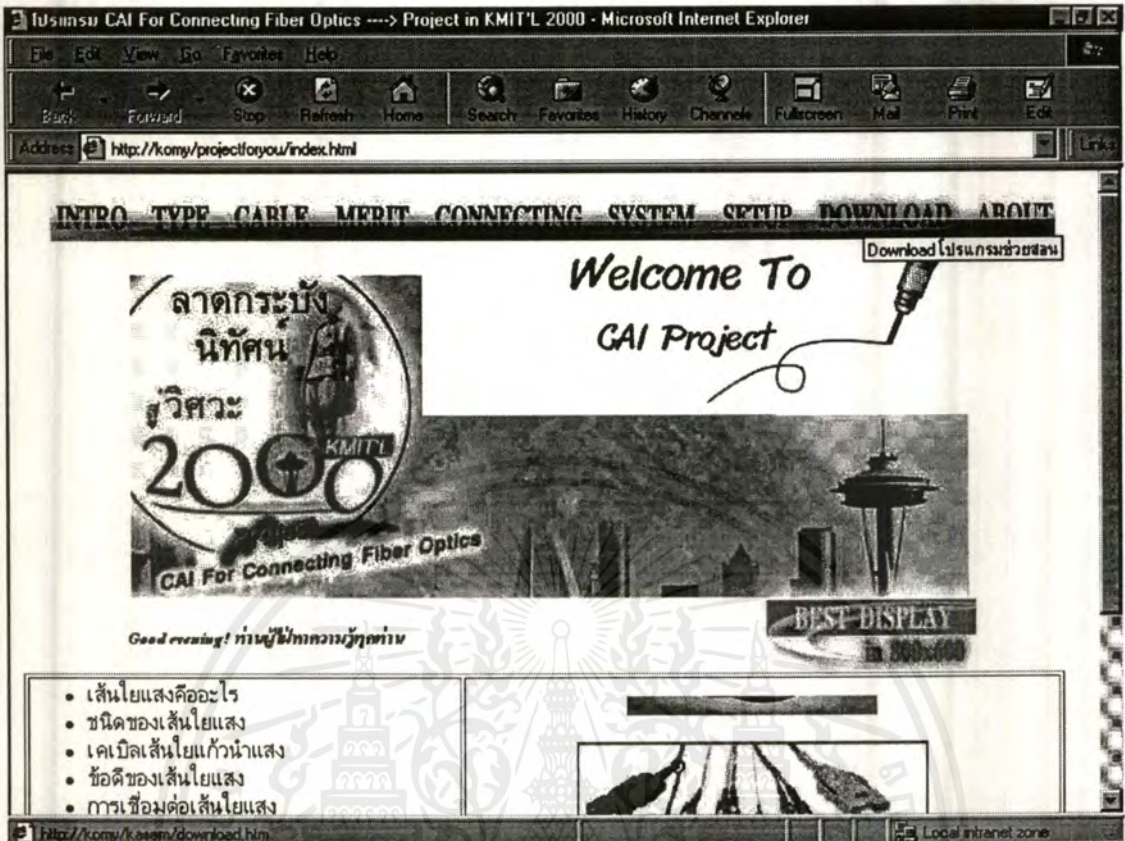 โปรแกรม CAI For Connecting Fiber Optics ----> Project in KMIT'L 2000 - Microsoft Internet Explorer
File Edit View Go Favorites Help
Back Forward Stop Refresh Home Search Favorites History Channels Fullscreen Mail Print Edit
Address http://komy/projectforyou/index.html Links
INTRO TYPE CABLE MERIT CONNECTING SYSTEM SETUP DOWNLOAD ABOUT
Download โปรแกรมช่วยสอน
Welcome To
CAI Project
ลาดกระบัง
นิทัศน์
สู่วิศวะ
2000
KMIT'L
CAI For Connecting Fiber Optics
BEST DISPLAY
in 800x600
Good evening! ท่านผู้ใฝ่หาความรู้ทุกท่าน
• เส้นใยแสงคืออะไร
• ชนิดของเส้นใยแสง
• เคเบิลเส้นใยแก้วนำแสง
• ข้อดีของเส้นใยแสง
• การเชื่อมต่อเส้นใยแสง
http://komy/kasem/download.htm Local intranet zone